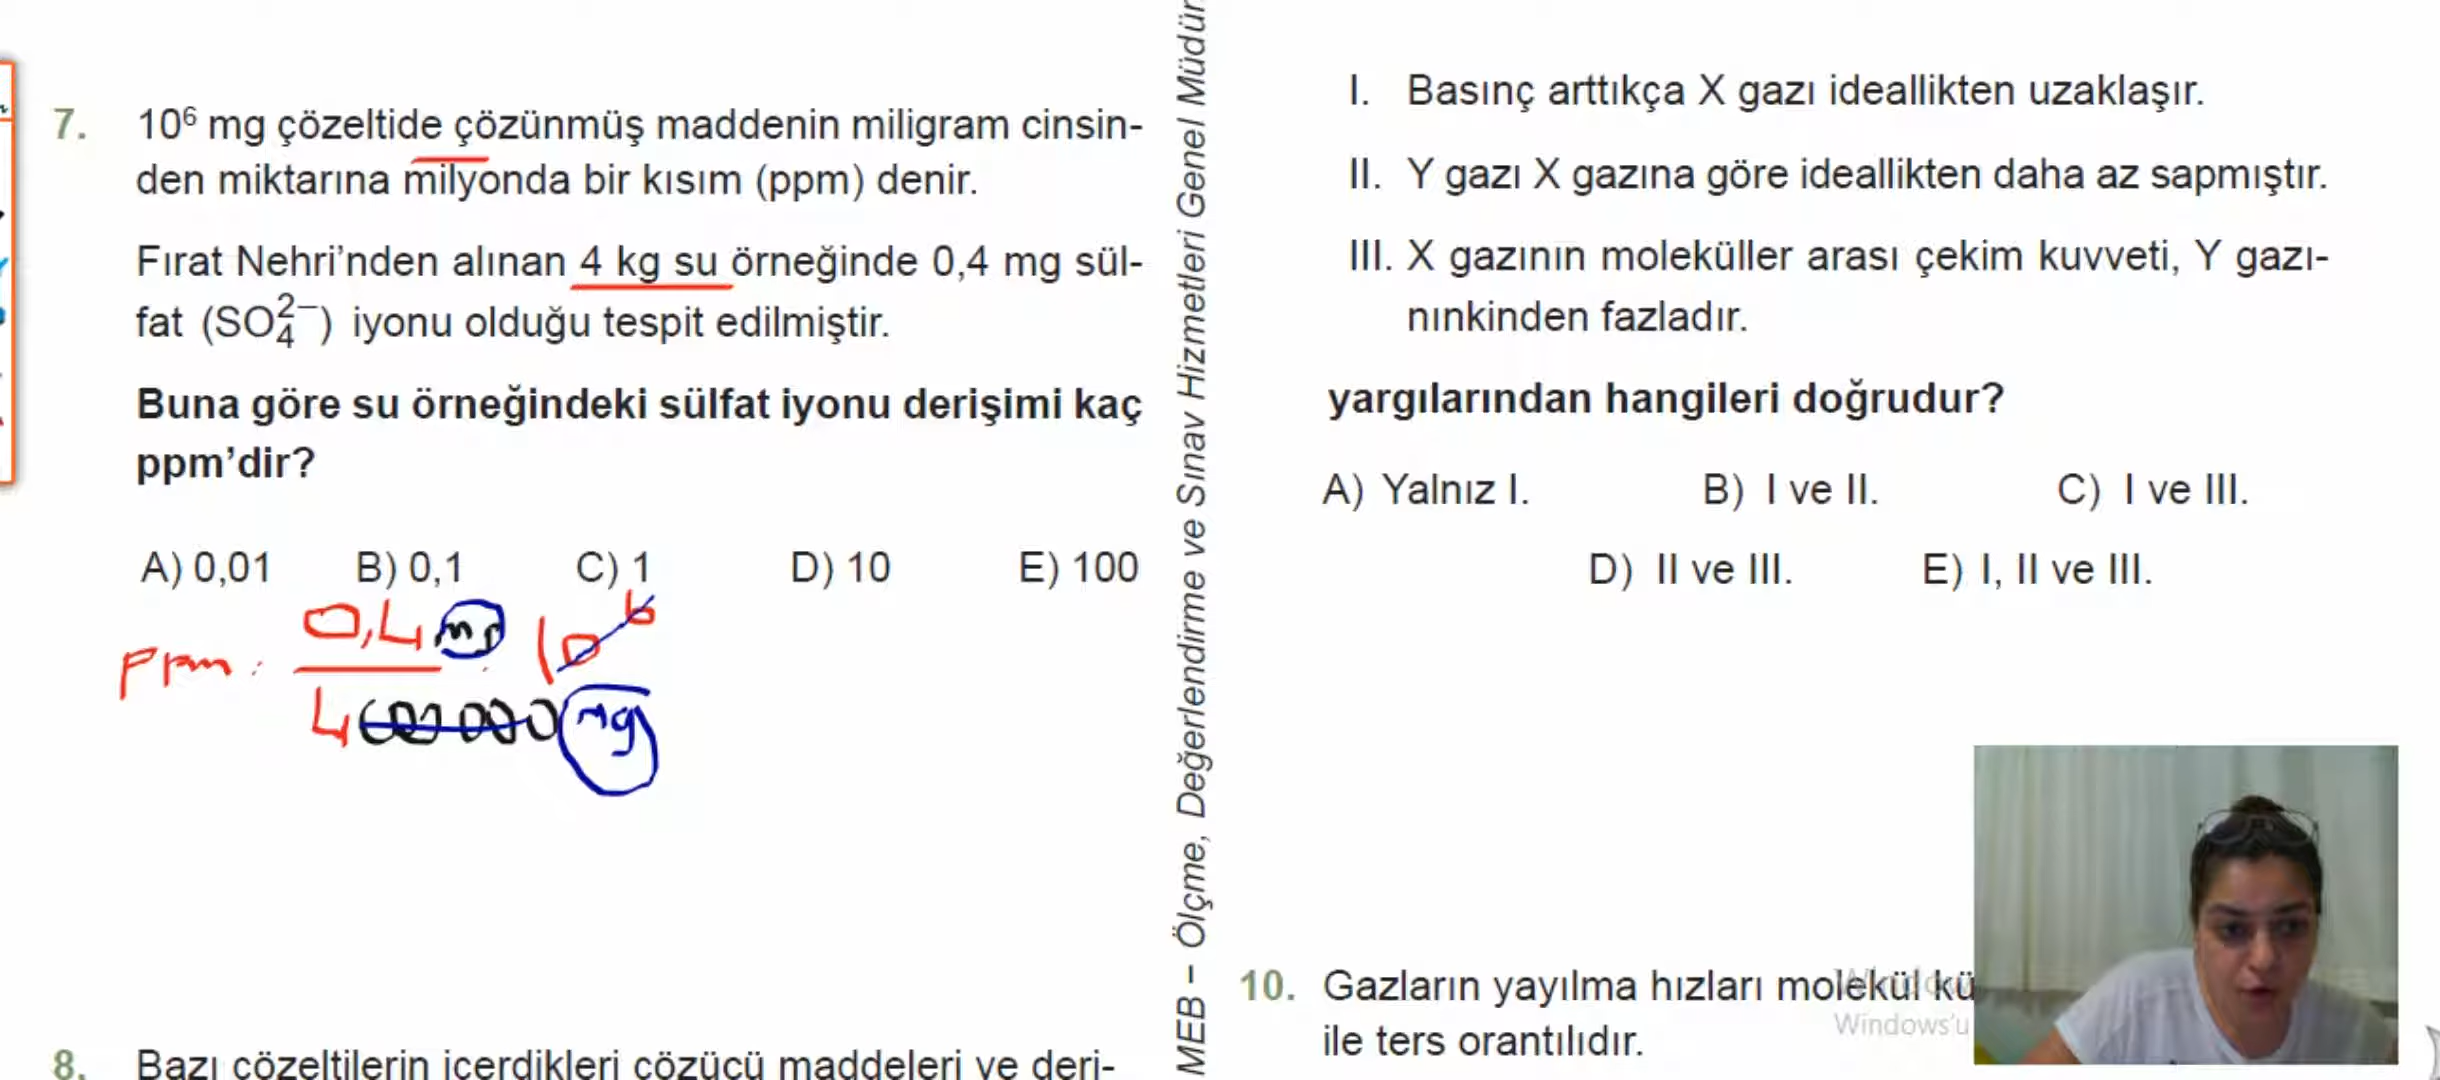 7. 10⁶ mg çözeltide çözünmüş maddenin miligram cinsin-
den miktarına milyonda bir kısım (ppm) denir.
Fırat Nehri’nden alınan 4 kg su örneğinde 0,4 mg sül-
fat (SO₄²⁻) iyonu olduğu tespit edilmiştir.
Buna göre su örneğindeki sülfat iyonu derişimi kaç
ppm’dir?
A) 0,01 B) 0,1 C) 1 D) 10 E) 100
ppm : 0,4 mg 10⁶
4000000 mg
8. Bazı çözeltilerin içerdikleri çözücü maddeleri ve deri-
MEB – Ölçme, Değerlendirme ve Sınav Hizmetleri Genel Müdür
I. Basınç arttıkça X gazı ideallikten uzaklaşır.
II. Y gazı X gazına göre ideallikten daha az sapmıştır.
III. X gazının moleküller arası çekim kuvveti, Y gazı-
nınkinden fazladır.
yargılarından hangileri doğrudur?
A) Yalnız I. B) I ve II. C) I ve III.
D) II ve III. E) I, II ve III.
10. Gazların yayılma hızları molekül kü
ile ters orantılıdır.
Windows'u